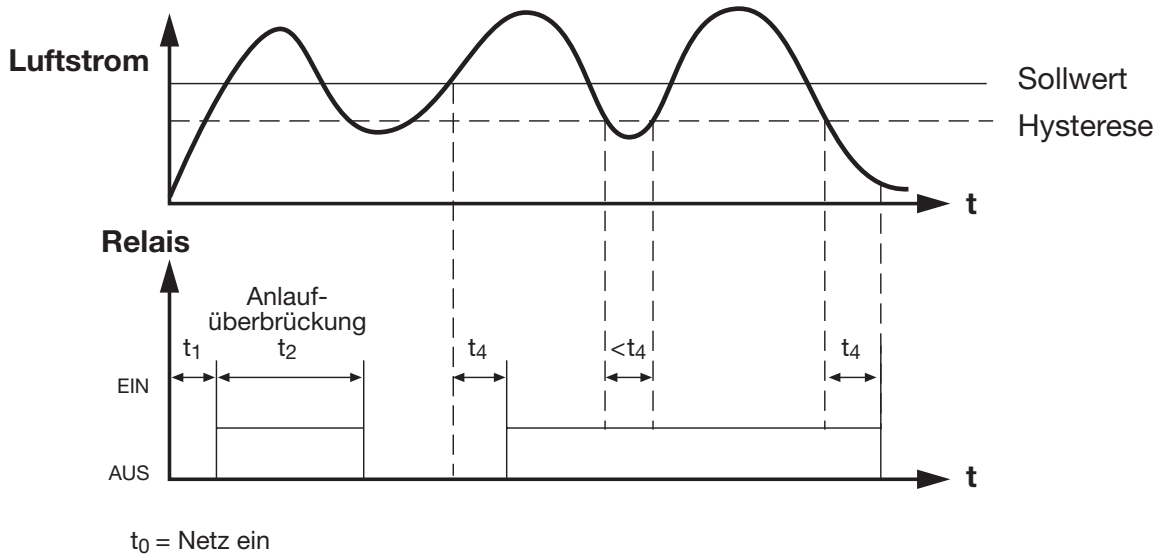 Luftstrom
Sollwert
Hysterese
t
Relais
Anlauf-
überbrückung
t1 t2 t4 <t4 t4
EIN
AUS
t
t0 = Netz ein